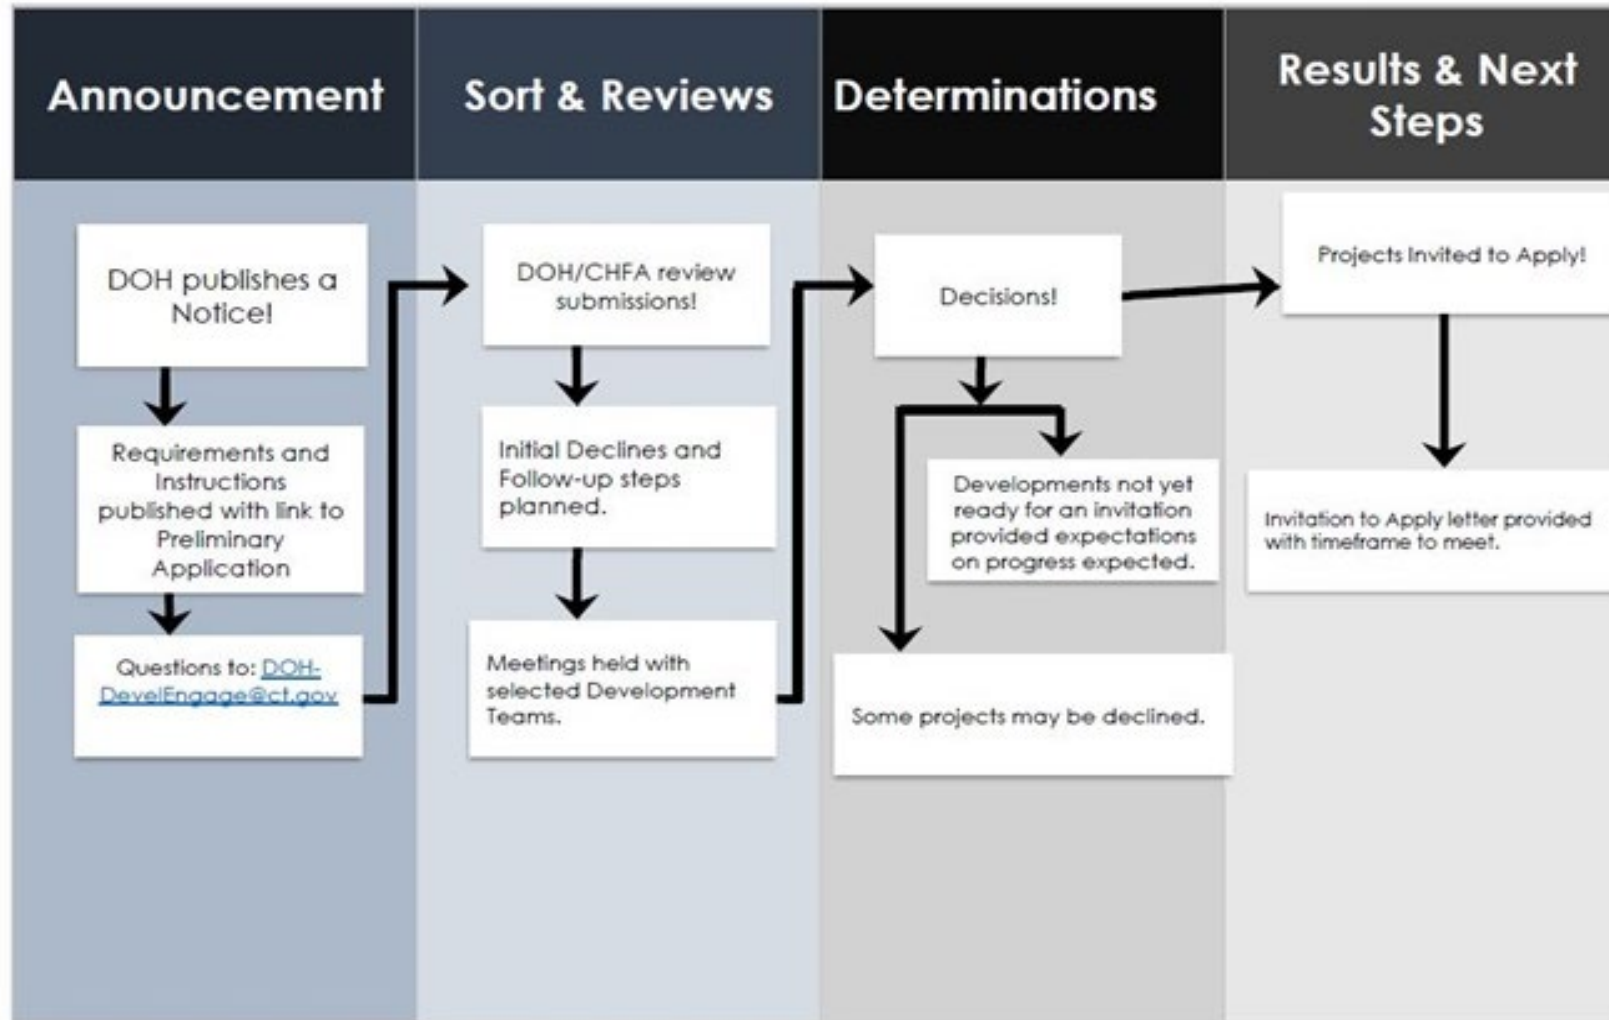 Announcement
Sort & Reviews
Determinations
Results & Next
Steps
DOH publishes a
Notice!
Requirements and
Instructions
published with link to
Preliminary
Application
Questions to: DOH-
DevelEngage@ct.gov
DOH/CHFA review
submissions!
Initial Declines and
Follow-up steps
planned.
Meetings held with
selected Development
Teams.
Decisions!
Developments not yet
ready for an invitation
provided expectations
on progress expected.
Some projects may be declined.
Projects Invited to Apply!
Invitation to Apply letter provided
with timeframe to meet.